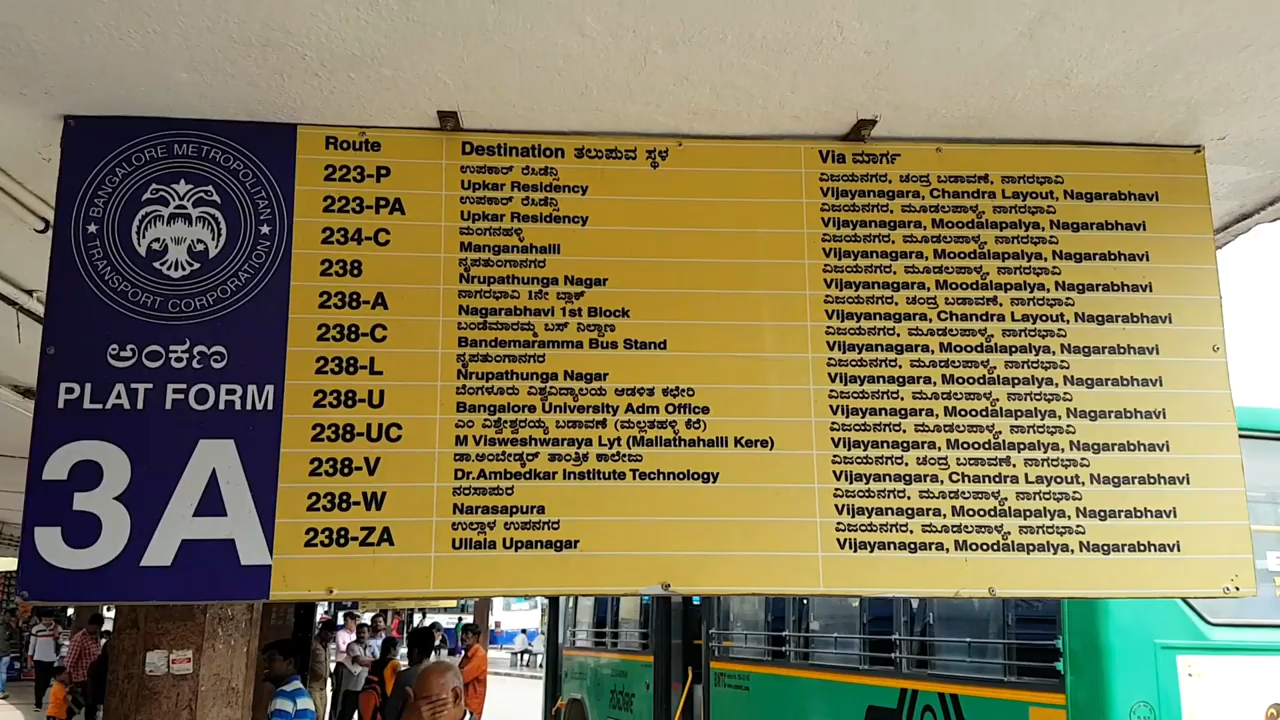 BANGALORE METROPOLITAN
TRANSPORT CORPORATION
ಅಂಕಣ
PLAT FORM
3A
Route Destination ತಲುಪುವ ಸ್ಥಳ Via ಮಾರ್ಗ
223-P ಉಪಕಾರ್ ರೆಸಿಡೆನ್ಸಿ ವಿಜಯನಗರ, ಚಂದ್ರ ಬಡಾವಣೆ, ನಾಗರಭಾವಿ
Upkar Residency Vijayanagara, Chandra Layout, Nagarabhavi
223-PA ಉಪಕಾರ್ ರೆಸಿಡೆನ್ಸಿ ವಿಜಯನಗರ, ಮೂಡಲಪಾಳ್ಯ, ನಾಗರಭಾವಿ
Upkar Residency Vijayanagara, Moodalapalya, Nagarabhavi
234-C ಮಂಗನಹಳ್ಳಿ ವಿಜಯನಗರ, ಮೂಡಲಪಾಳ್ಯ, ನಾಗರಭಾವಿ
Manganahalli Vijayanagara, Moodalapalya, Nagarabhavi
238 ನೃಪತುಂಗಾನಗರ ವಿಜಯನಗರ, ಮೂಡಲಪಾಳ್ಯ, ನಾಗರಭಾವಿ
Nrupathunga Nagar Vijayanagara, Moodalapalya, Nagarabhavi
238-A ನಾಗರಭಾವಿ 1ನೇ ಬ್ಲಾಕ್ ವಿಜಯನಗರ, ಚಂದ್ರ ಬಡಾವಣೆ, ನಾಗರಭಾವಿ
Nagarabhavi 1st Block Vijayanagara, Chandra Layout, Nagarabhavi
238-C ಬಂಡೆಮಾರಮ್ಮ ಬಸ್ ನಿಲ್ದಾಣ ವಿಜಯನಗರ, ಮೂಡಲಪಾಳ್ಯ, ನಾಗರಭಾವಿ
Bandemaramma Bus Stand Vijayanagara, Moodalapalya, Nagarabhavi
238-L ನೃಪತುಂಗಾನಗರ ವಿಜಯನಗರ, ಮೂಡಲಪಾಳ್ಯ, ನಾಗರಭಾವಿ
Nrupathunga Nagar Vijayanagara, Moodalapalya, Nagarabhavi
238-U ಬೆಂಗಳೂರು ವಿಶ್ವವಿದ್ಯಾಲಯ ಆಡಳಿತ ಕಛೇರಿ ವಿಜಯನಗರ, ಮೂಡಲಪಾಳ್ಯ, ನಾಗರಭಾವಿ
Bangalore University Adm Office Vijayanagara, Moodalapalya, Nagarabhavi
238-UC ಎಂ ವಿಶ್ವೇಶ್ವರಯ್ಯ ಬಡಾವಣೆ (ಮಲ್ಲತಹಳ್ಳಿ ಕೆರೆ) ವಿಜಯನಗರ, ಮೂಡಲಪಾಳ್ಯ, ನಾಗರಭಾವಿ
M Visweshwaraya Lyt (Mallathahalli Kere) Vijayanagara, Moodalapalya, Nagarabhavi
238-V ಡಾ.ಅಂಬೇಡ್ಕರ್ ತಾಂತ್ರಿಕ ಕಾಲೇಜು ವಿಜಯನಗರ, ಚಂದ್ರ ಬಡಾವಣೆ, ನಾಗರಭಾವಿ
Dr.Ambedkar Institute Technology Vijayanagara, Chandra Layout, Nagarabhavi
238-W ನರಸಾಪುರ ವಿಜಯನಗರ, ಮೂಡಲಪಾಳ್ಯ, ನಾಗರಭಾವಿ
Narasapura Vijayanagara, Moodalapalya, Nagarabhavi
238-ZA ಉಲ್ಲಾಳ ಉಪನಗರ ವಿಜಯನಗರ, ಮೂಡಲಪಾಳ್ಯ, ನಾಗರಭಾವಿ
Ullala Upanagar Vijayanagara, Moodalapalya, Nagarabhavi